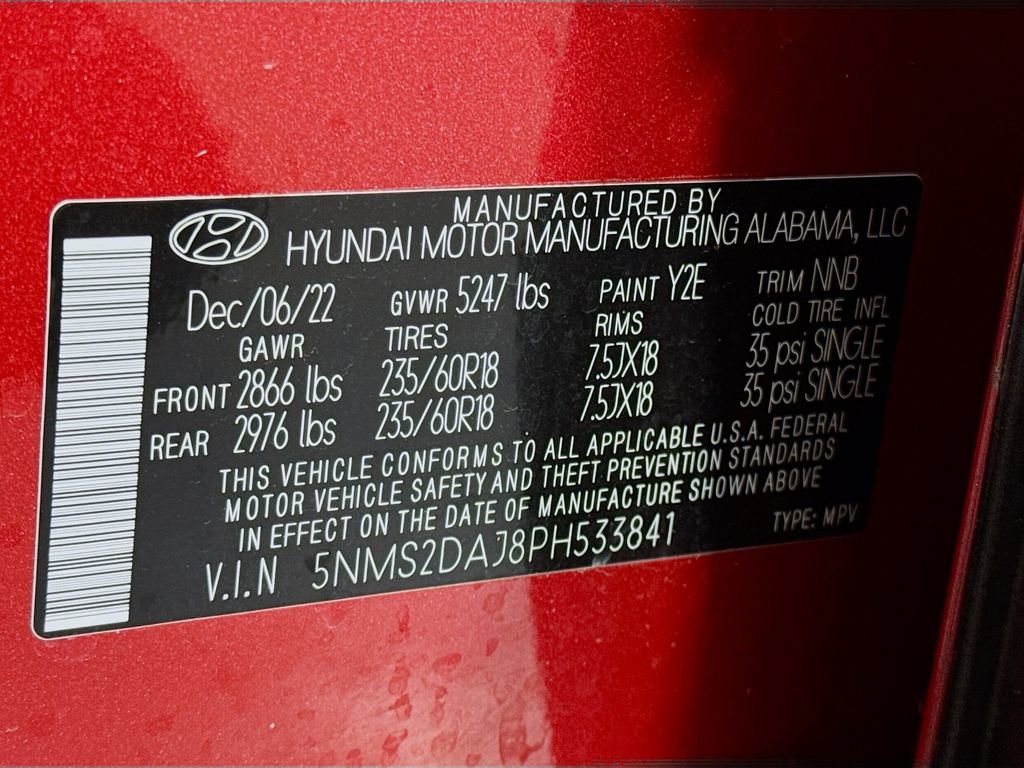 MANUFACTURED BY
HYUNDAI MOTOR MANUFACTURING ALABAMA, LLC
Dec/06/22 GVWR 5247 lbs PAINT Y2E TRIM NNB
GAWR TIRES RIMS COLD TIRE INFL
FRONT 2866 lbs 235/60R18 7.5JX18 35 psi SINGLE
REAR 2976 lbs 235/60R18 7.5JX18 35 psi SINGLE
THIS VEHICLE CONFORMS TO ALL APPLICABLE U.S.A. FEDERAL
MOTOR VEHICLE SAFETY AND THEFT PREVENTION STANDARDS
IN EFFECT ON THE DATE OF MANUFACTURE SHOWN ABOVE
V.I.N 5NMS2DAJ8PH533841 TYPE: MPV